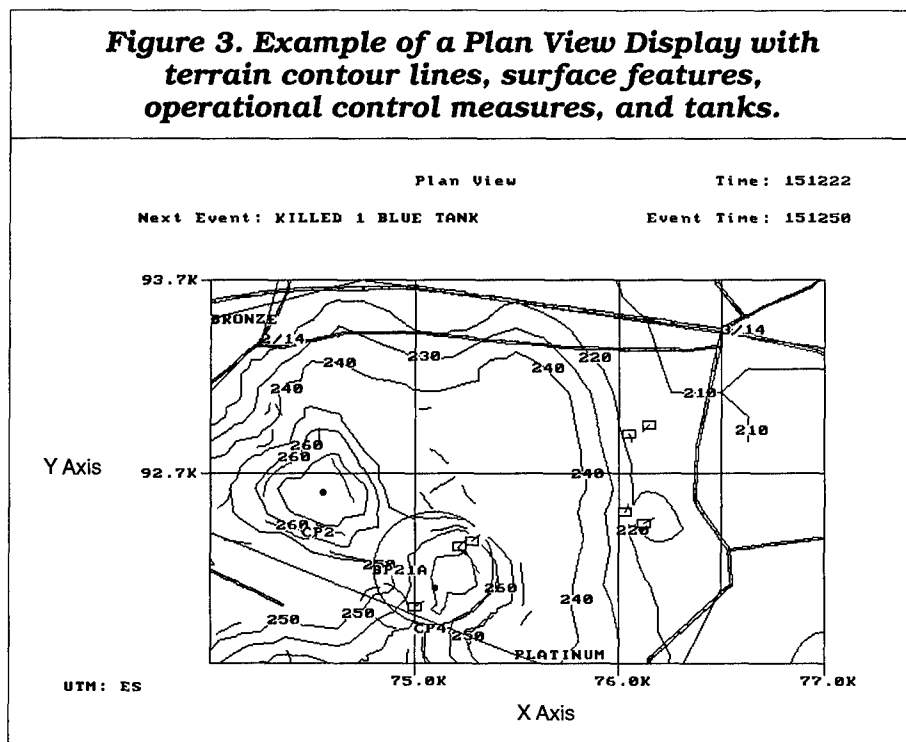 Figure 3. Example of a Plan View Display with
terrain contour lines, surface features,
operational control measures, and tanks.
Plan View Time: 151222
Next Event: KILLED 1 BLUE TANK Event Time: 151250
93.7K
BRONZE
2/14 3/14
230 220
240 240
240 210
210
260
260
Y Axis 92.7K 240
260 220
CP2
250
BP21A
260
250 240
250
CP4
250
PLATINUM
UTM: ES 75.0K 76.0K 77.0K
X Axis